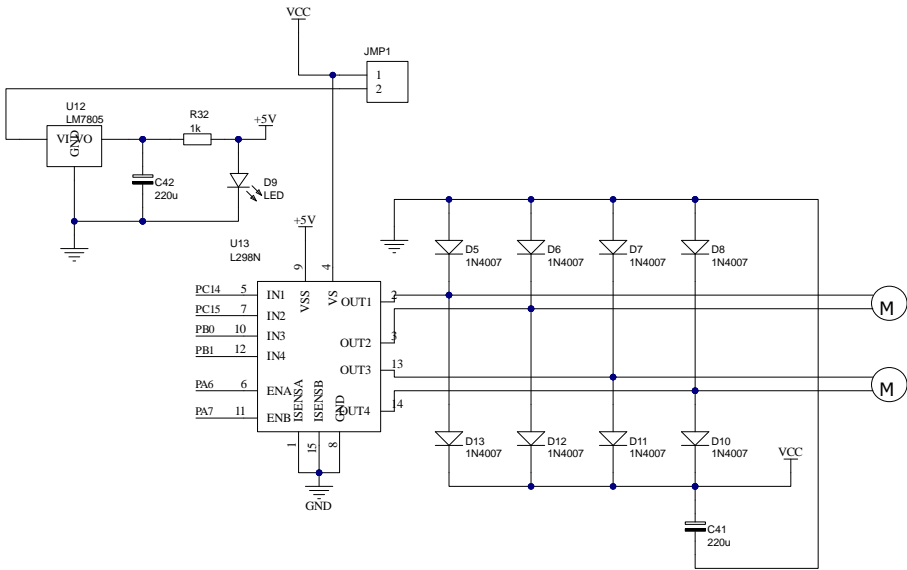 VCC
JMP1
1
2
U12
LM7805
VI
VO
GND
R32
1k
+5V
C42
220u
D9
LED
+5V
U13
L298N
9
4
VSS
VS
PC14 5 IN1
PC15 7 IN2
PB0 10 IN3
PB1 12 IN4
PA6 6 ENA
PA7 11 ENB
OUT1 2
OUT2 3
OUT3 13
OUT4 14
ISENSA
ISENSB
GND
1
15
8
GND
D5
1N4007
D6
1N4007
D7
1N4007
D8
1N4007
M
M
D13
1N4007
D12
1N4007
D11
1N4007
D10
1N4007
VCC
C41
220u